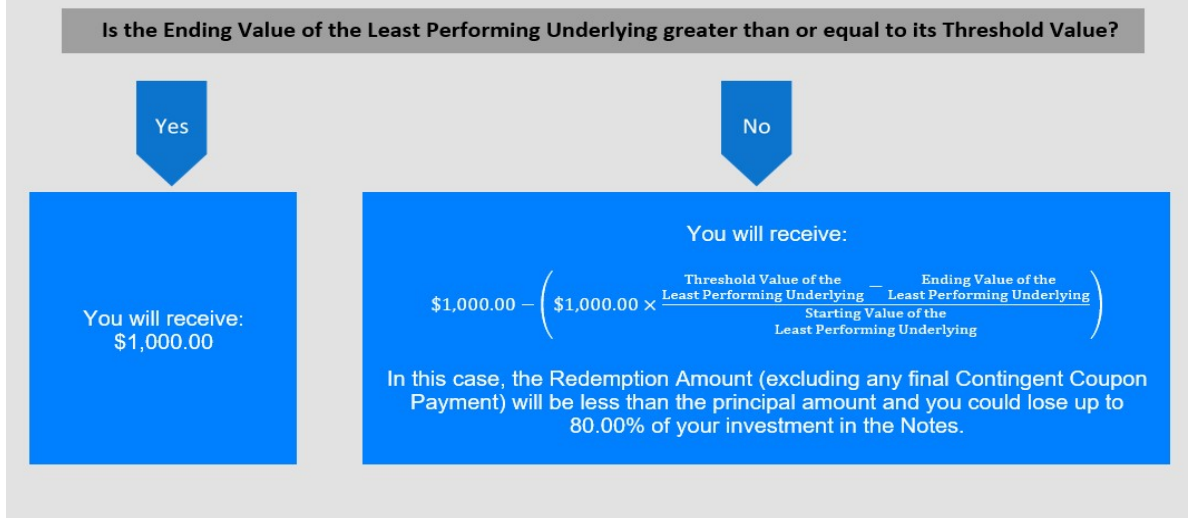 Is the Ending Value of the Least Performing Underlying greater than or equal to its Threshold Value?
Yes
No
You will receive:
$1,000.00
You will receive:
$1,000.00 − ( $1,000.00 × (Threshold Value of the Least Performing Underlying − Ending Value of the Least Performing Underlying) / Starting Value of the Least Performing Underlying )
In this case, the Redemption Amount (excluding any final Contingent Coupon
Payment) will be less than the principal amount and you could lose up to
80.00% of your investment in the Notes.